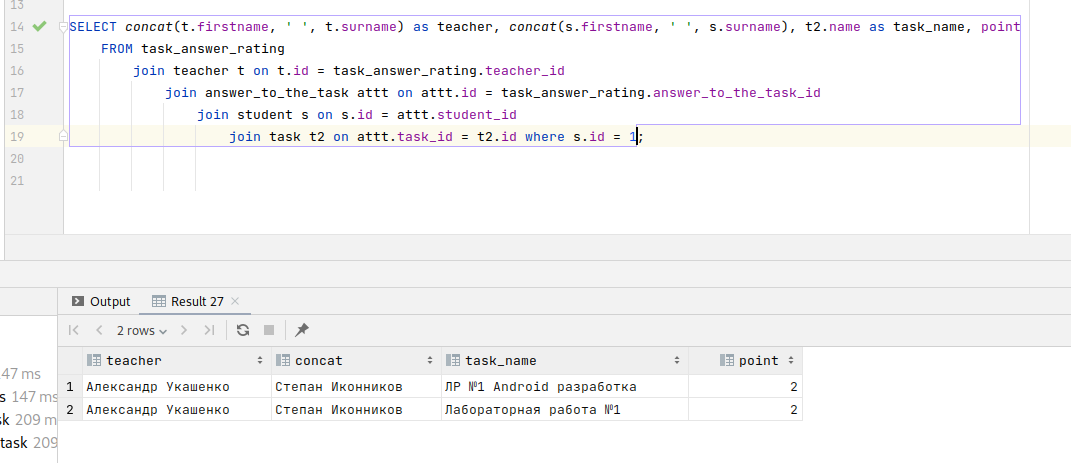 13
14 SELECT concat(t.firstname, ' ', t.surname) as teacher, concat(s.firstname, ' ', s.surname), t2.name as task_name, point
15 FROM task_answer_rating
16 join teacher t on t.id = task_answer_rating.teacher_id
17 join answer_to_the_task attt on attt.id = task_answer_rating.answer_to_the_task_id
18 join student s on s.id = attt.student_id
19 join task t2 on attt.task_id = t2.id where s.id = 1;
20
21
Output Result 27
2 rows
teacher concat task_name point
1 Александр Укашенко Степан Иконников ЛР №1 Android разработка 2
2 Александр Укашенко Степан Иконников Лабораторная работа №1 2
47 ms
s 147 ms
sk 209 m
task 209